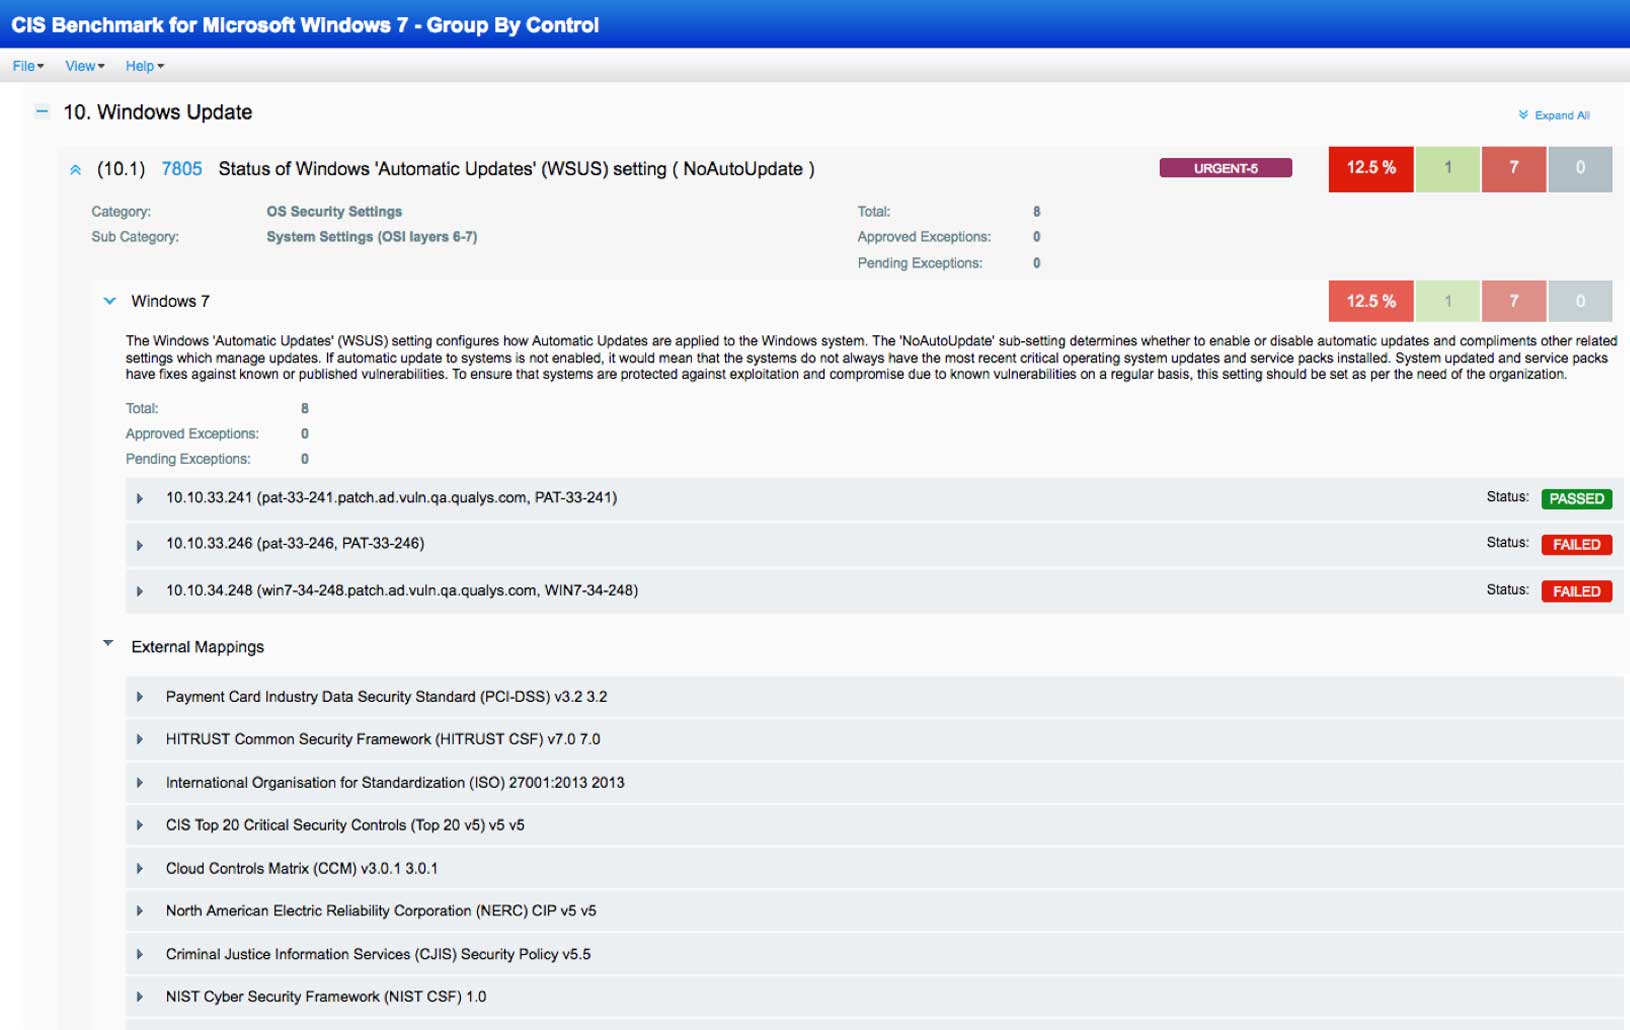 CIS Benchmark for Microsoft Windows 7 - Group By Control
File View Help
10. Windows Update
Expand All
(10.1) 7805 Status of Windows 'Automatic Updates' (WSUS) setting ( NoAutoUpdate ) URGENT-5 12.5 % 1 7 0
Category: OS Security Settings Total: 8
Sub Category: System Settings (OSI layers 6-7) Approved Exceptions: 0
Pending Exceptions: 0
Windows 7 12.5 % 1 7 0
The Windows 'Automatic Updates' (WSUS) setting configures how Automatic Updates are applied to the Windows system. The 'NoAutoUpdate' sub-setting determines whether to enable or disable automatic updates and compliments other related
settings which manage updates. If automatic update to systems is not enabled, it would mean that the systems do not always have the most recent critical operating system updates and service packs installed. System updated and service packs
have fixes against known or published vulnerabilities. To ensure that systems are protected against exploitation and compromise due to known vulnerabilities on a regular basis, this setting should be set as per the need of the organization.
Total: 8
Approved Exceptions: 0
Pending Exceptions: 0
10.10.33.241 (pat-33-241.patch.ad.vuln.qa.qualys.com, PAT-33-241) Status: PASSED
10.10.33.246 (pat-33-246, PAT-33-246) Status: FAILED
10.10.34.248 (win7-34-248.patch.ad.vuln.qa.qualys.com, WIN7-34-248) Status: FAILED
External Mappings
Payment Card Industry Data Security Standard (PCI-DSS) v3.2 3.2
HITRUST Common Security Framework (HITRUST CSF) v7.0 7.0
International Organisation for Standardization (ISO) 27001:2013 2013
CIS Top 20 Critical Security Controls (Top 20 v5) v5 v5
Cloud Controls Matrix (CCM) v3.0.1 3.0.1
North American Electric Reliability Corporation (NERC) CIP v5 v5
Criminal Justice Information Services (CJIS) Security Policy v5.5
NIST Cyber Security Framework (NIST CSF) 1.0